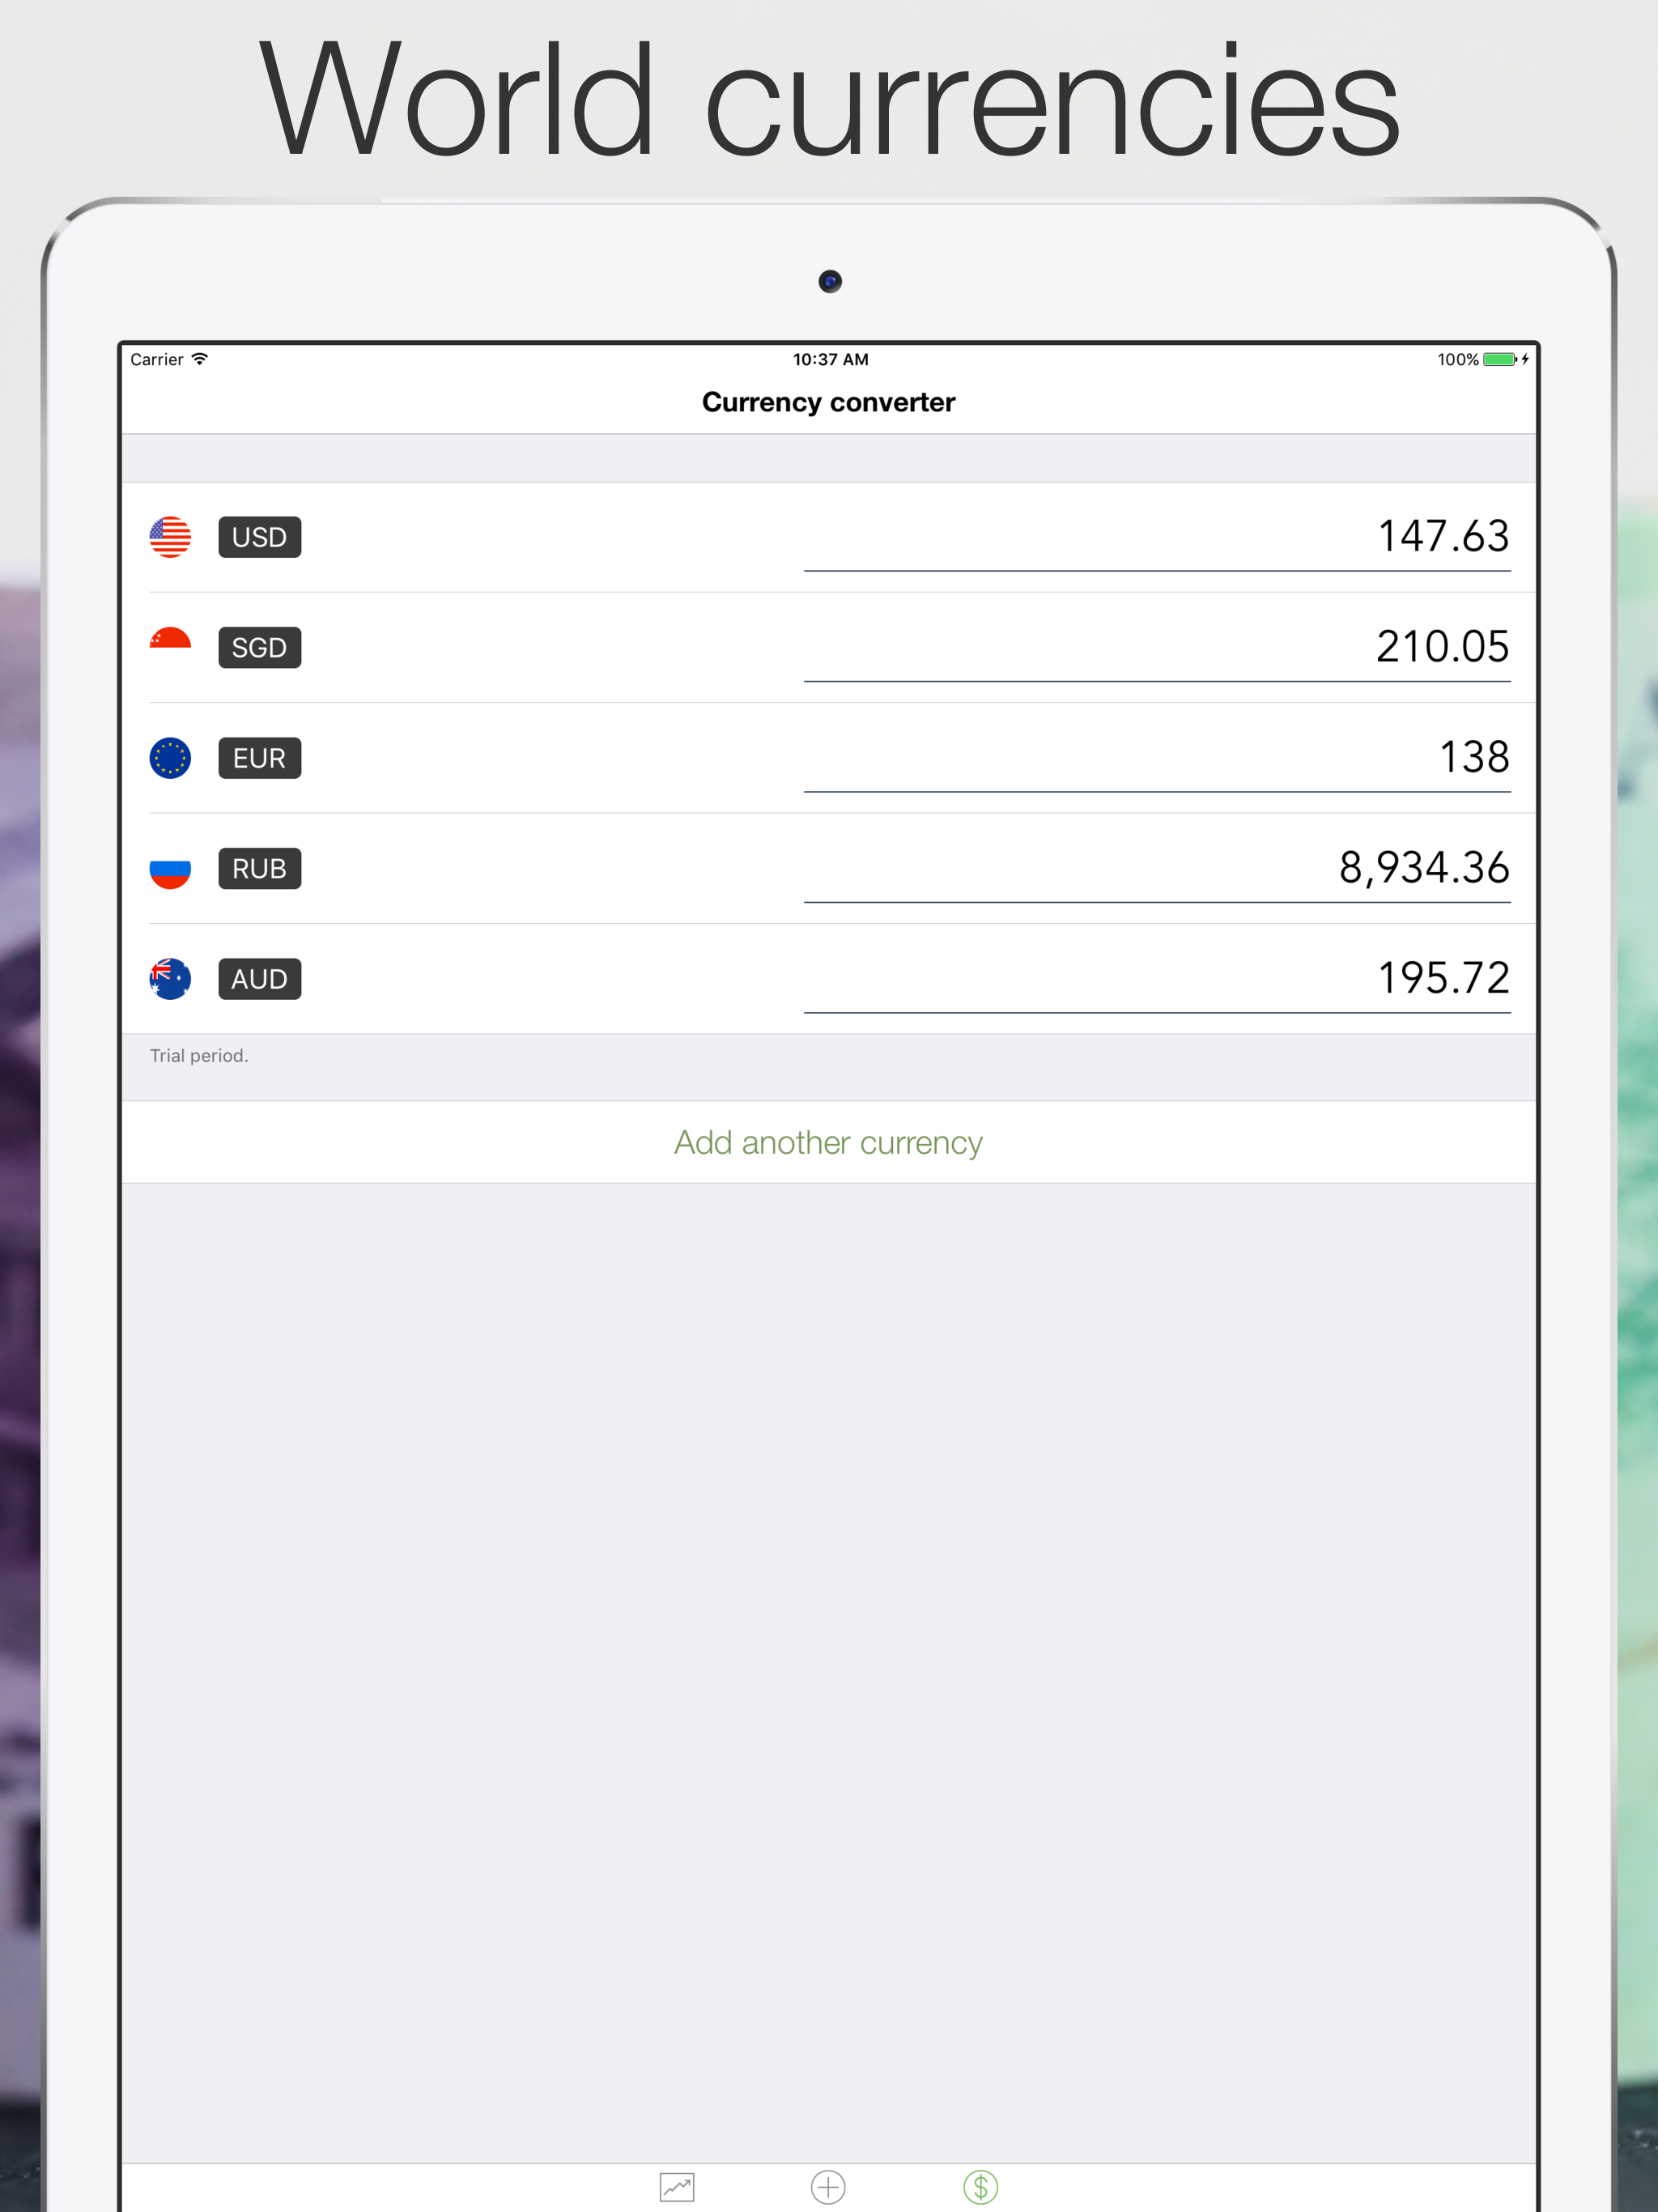 World currencies
Carrier
10:37 AM
100%
Currency converter
USD
147.63
SGD
210.05
EUR
138
RUB
8,934.36
AUD
195.72
Trial period.
Add another currency
$